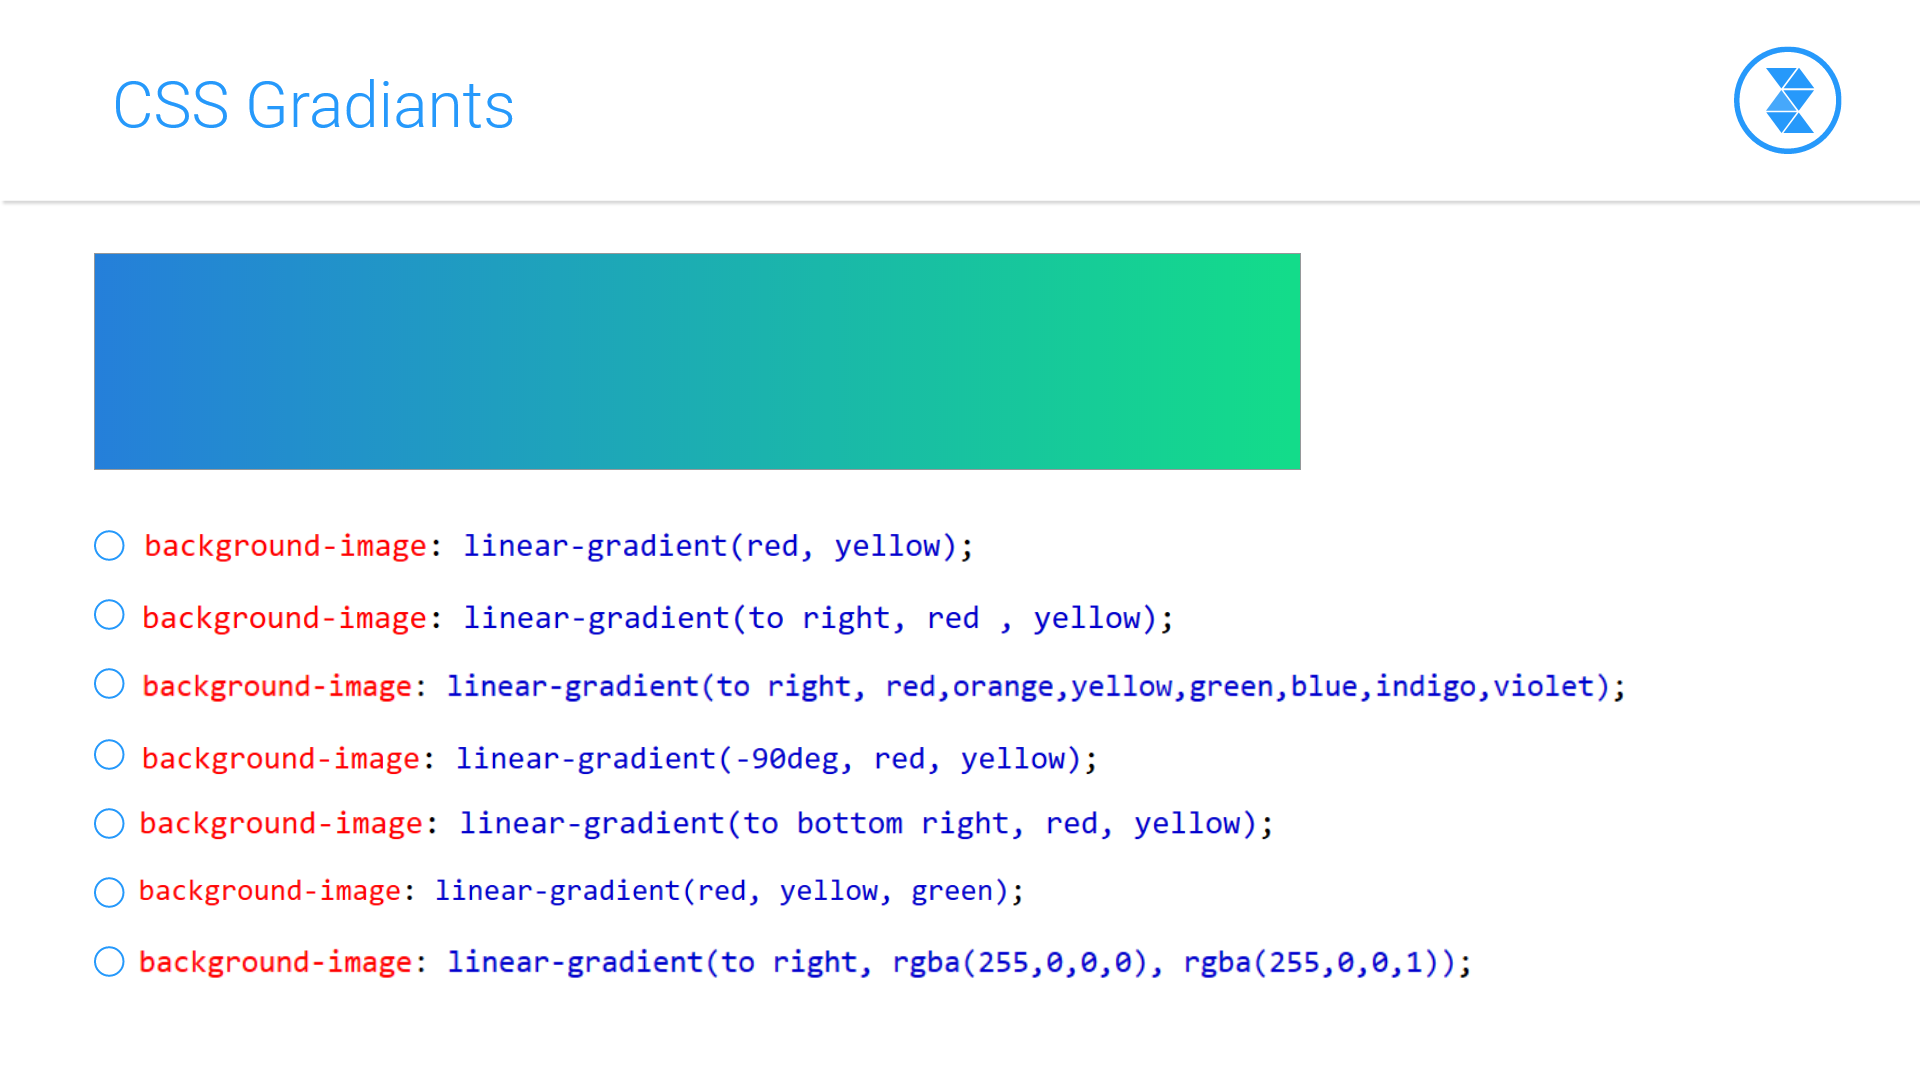 CSS Gradiants
background-image: linear-gradient(red, yellow);
background-image: linear-gradient(to right, red , yellow);
background-image: linear-gradient(to right, red,orange,yellow,green,blue,indigo,violet);
background-image: linear-gradient(-90deg, red, yellow);
background-image: linear-gradient(to bottom right, red, yellow);
background-image: linear-gradient(red, yellow, green);
background-image: linear-gradient(to right, rgba(255,0,0,0), rgba(255,0,0,1));